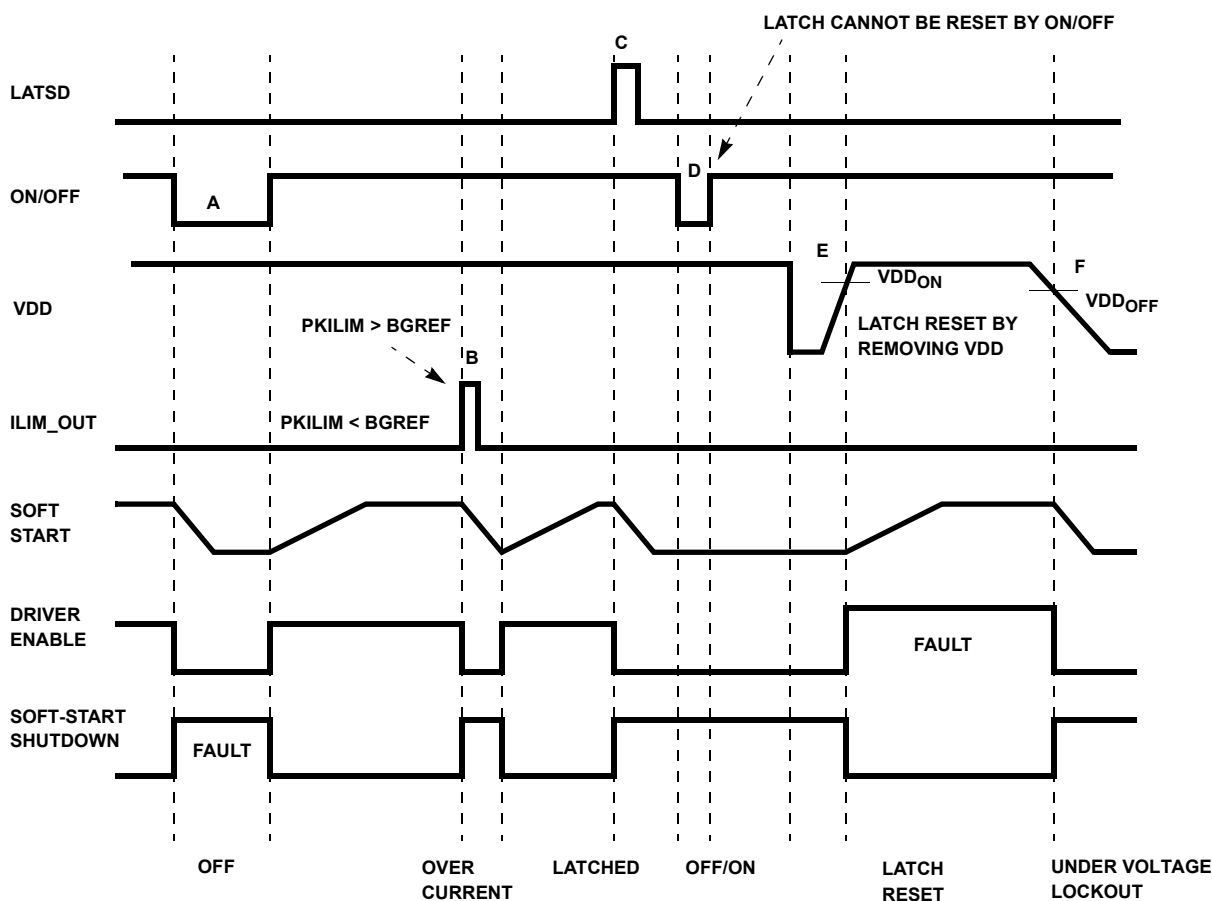 LATCH CANNOT BE RESET BY ON/OFF
C
LATSD
D
ON/OFF
A
E
F
VDD
VDDON
VDDOFF
LATCH RESET BY
REMOVING VDD
PKILIM > BGREF
B
ILIM_OUT
PKILIM < BGREF
SOFT
START
DRIVER
ENABLE
FAULT
SOFT-START
SHUTDOWN
FAULT
OFF
OVER
CURRENT
LATCHED
OFF/ON
LATCH
RESET
UNDER VOLTAGE
LOCKOUT